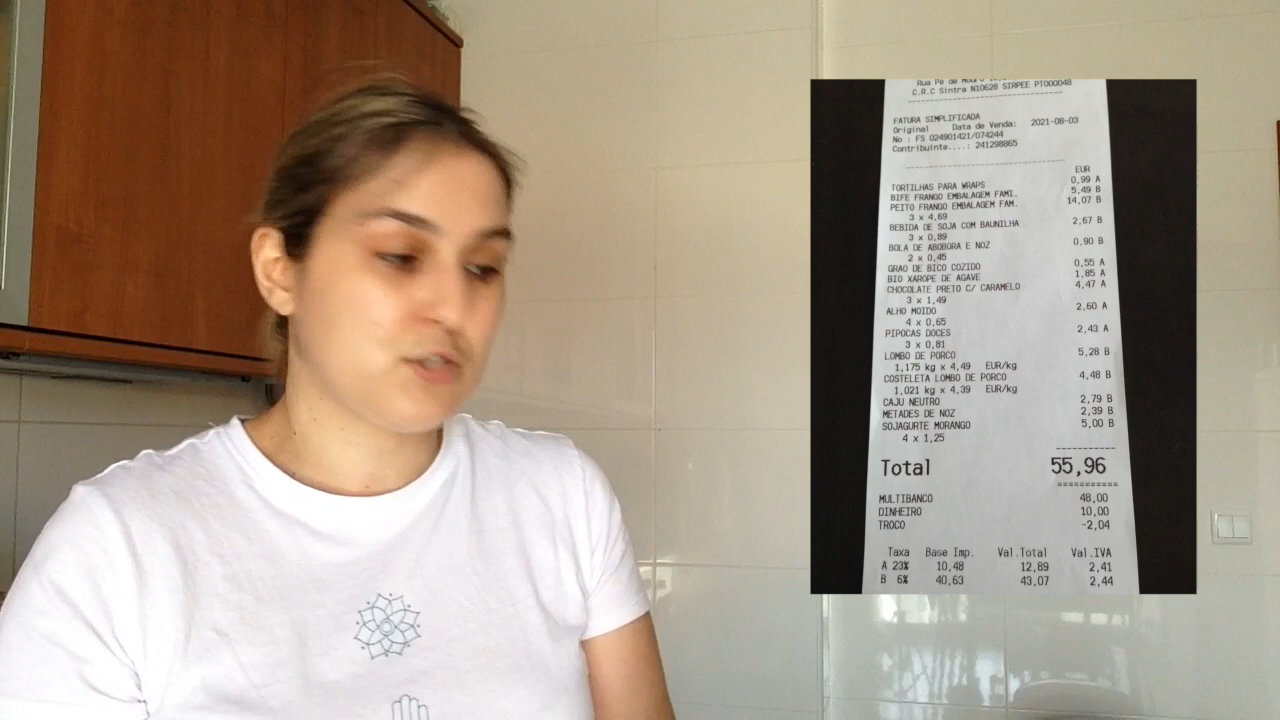 Rua Pé de
C.R.C Sintra N10628 SIRPEE PT000048
FATURA SIMPLIFICADA
Original Data de Venda: 2021-08-03
No : FS 024901421/074244
Contribuinte....: 241298865
EUR
TORTILHAS PARA WRAPS 0,99 A
BIFE FRANGO EMBALAGEM FAMI. 5,49 B
PEITO FRANGO EMBALAGEM FAM. 14,07 B
3 x 4,69
BEBIDA DE SOJA COM BAUNILHA 2,67 B
3 x 0,89
BOLA DE ABOBORA E NOZ 0,90 B
2 x 0,45
GRAO DE BICO COZIDO 0,55 A
BIO XAROPE DE AGAVE 1,85 A
CHOCOLATE PRETO C/ CARAMELO 4,47 A
3 x 1,49
ALHO MOIDO 2,60 A
4 x 0,65
PIPOCAS DOCES 2,43 A
3 x 0,81
LOMBO DE PORCO 5,28 B
1,175 kg x 4,49 EUR/kg
COSTELETA LOMBO DE PORCO 4,48 B
1,021 kg x 4,39 EUR/kg
CAJU NEUTRO 2,79 B
METADES DE NOZ 2,39 B
SOJAGURTE MORANGO 5,00 B
4 x 1,25
Total 55,96
MULTIBANCO 48,00
DINHEIRO 10,00
TROCO -2,04
Taxa Base Imp. Val.Total Val.IVA
A 23% 10,48 12,89 2,41
B 6% 40,63 43,07 2,44